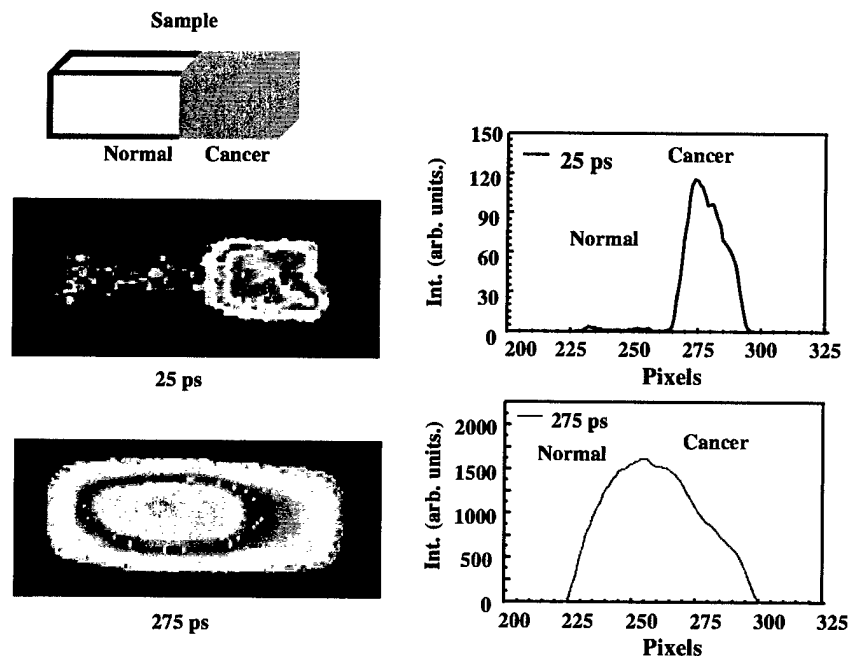 Sample
Normal Cancer
25 ps
275 ps
150
120
90
60
30
0
Int. (arb. units.)
25 ps
Cancer
Normal
200 225 250 275 300 325
Pixels
2000
1500
1000
500
0
Int. (arb. units.)
275 ps
Normal
Cancer
200 225 250 275 300 325
Pixels